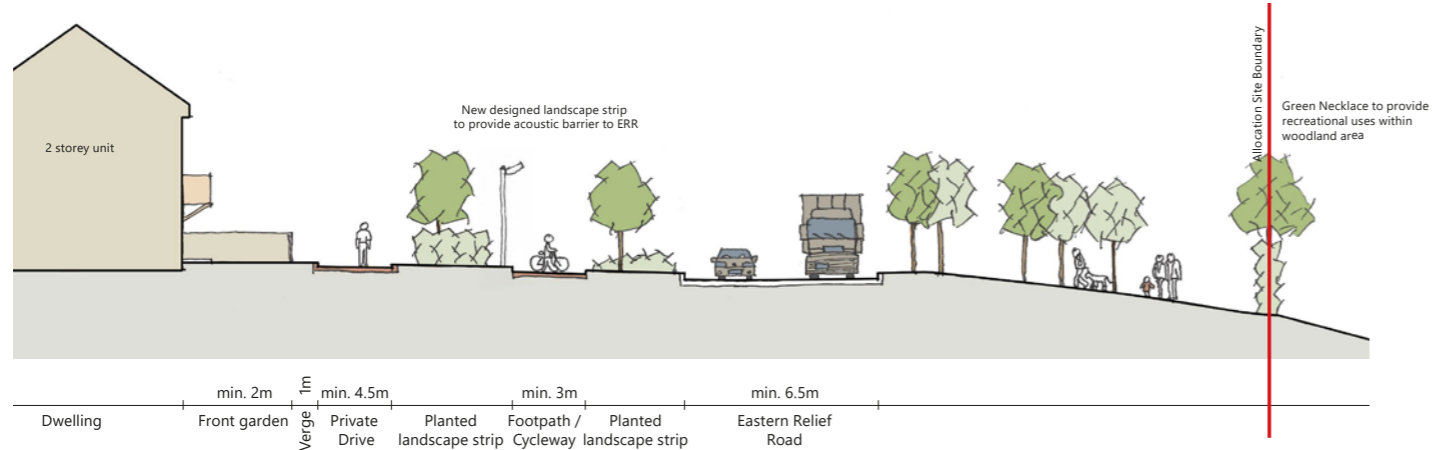 Allocation Site Boundary
New designed landscape strip
to provide acoustic barrier to ERR
Green Necklace to provide
recreational uses within
woodland area
2 storey unit
min. 2m
1m
min. 4.5m
min. 3m
min. 6.5m
Dwelling
Front garden
Verge
Private
Drive
Planted
landscape strip
Footpath /
Cycleway
Planted
landscape strip
Eastern Relief
Road